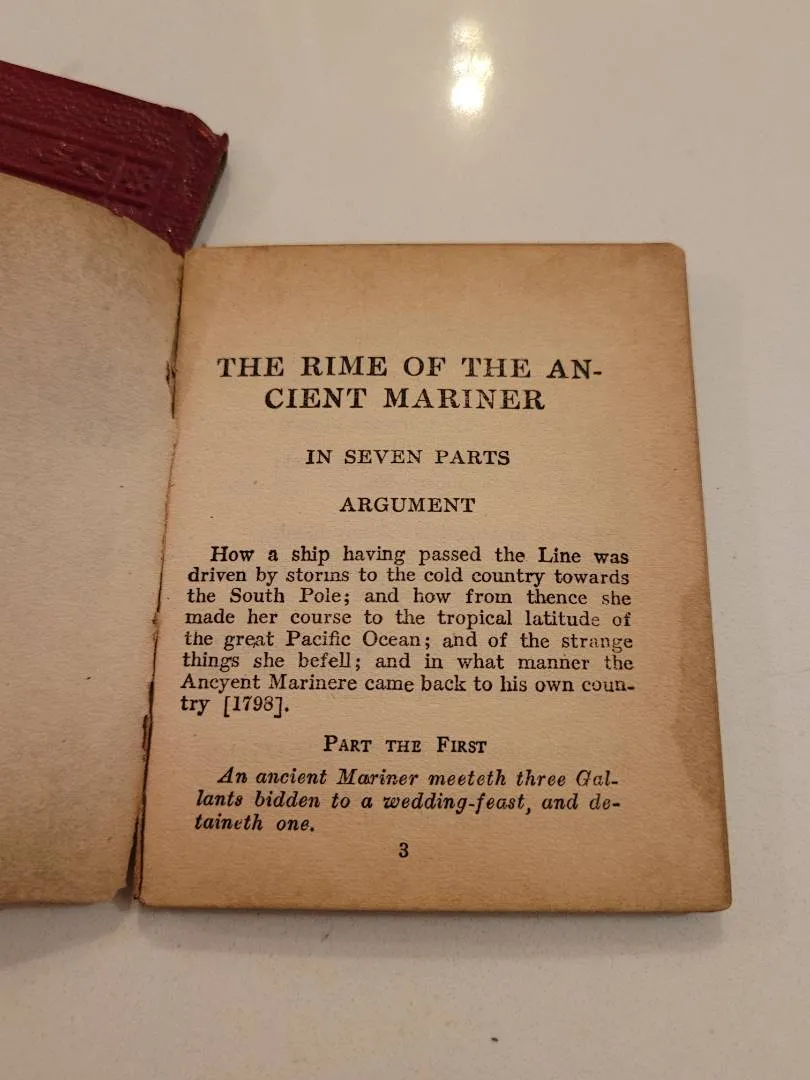 THE RIME OF THE AN-
CIENT MARINER
IN SEVEN PARTS
ARGUMENT
How a ship having passed the Line was
driven by storms to the cold country towards
the South Pole; and how from thence she
made her course to the tropical latitude of
the great Pacific Ocean; and of the strange
things she befell; and in what manner the
Ancyent Marinere came back to his own coun-
try [1798].
PART THE FIRST
An ancient Mariner meeteth three Gal-
lants bidden to a wedding-feast, and de-
taineth one.
3